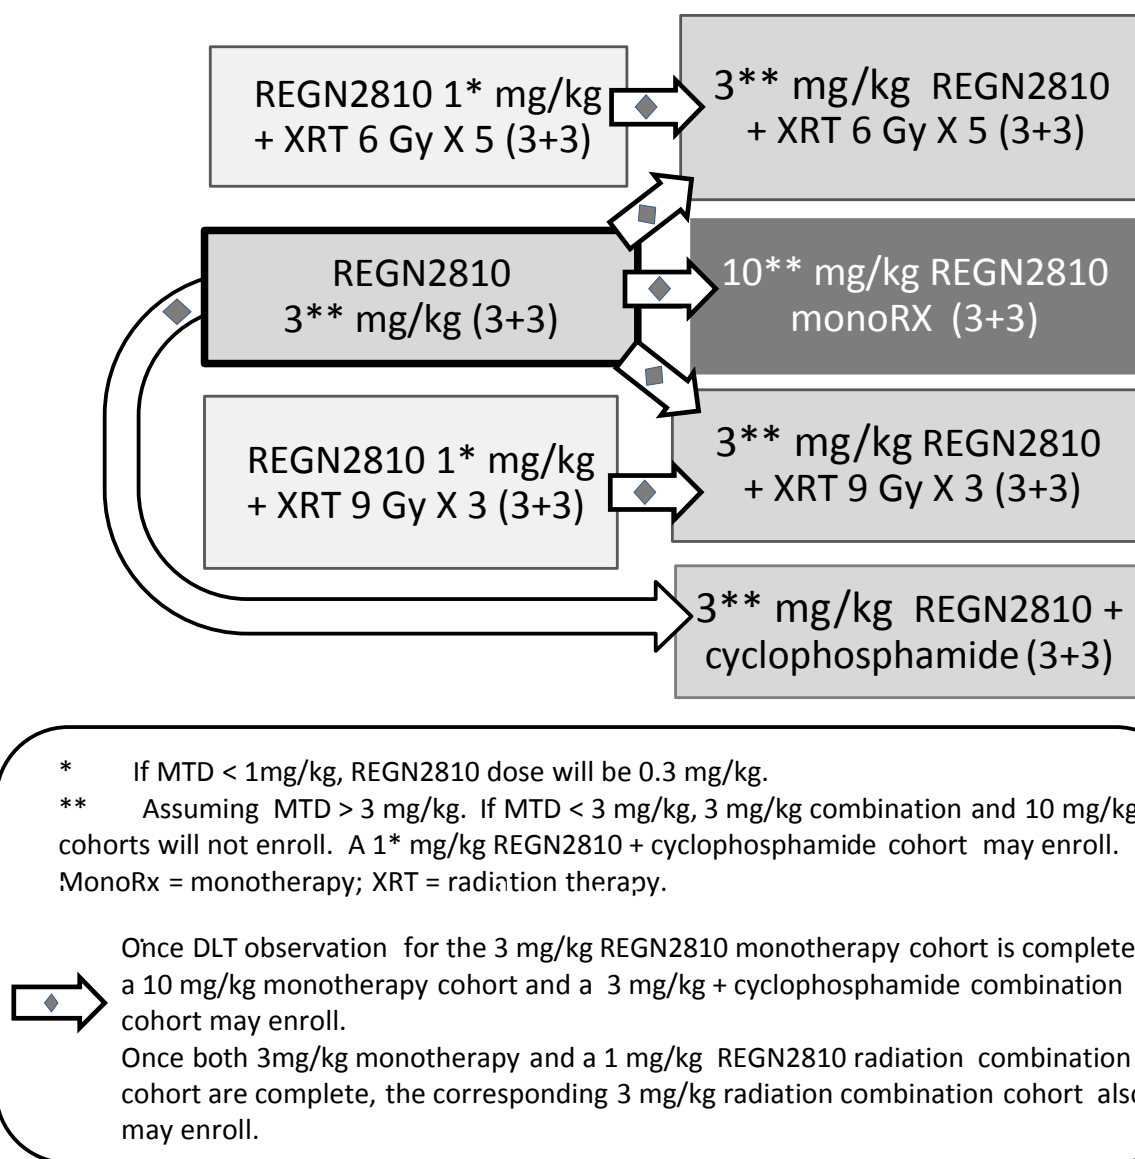 REGN2810 1* mg/kg
+ XRT 6 Gy X 5 (3+3)
3** mg/kg REGN2810
+ XRT 6 Gy X 5 (3+3)
REGN2810
3** mg/kg (3+3)
10** mg/kg REGN2810
monoRX (3+3)
REGN2810 1* mg/kg
+ XRT 9 Gy X 3 (3+3)
3** mg/kg REGN2810
+ XRT 9 Gy X 3 (3+3)
3** mg/kg REGN2810 +
cyclophosphamide (3+3)
* If MTD < 1mg/kg, REGN2810 dose will be 0.3 mg/kg.
** Assuming MTD > 3 mg/kg. If MTD < 3 mg/kg, 3 mg/kg combination and 10 mg/kg
cohorts will not enroll. A 1* mg/kg REGN2810 + cyclophosphamide cohort may enroll.
MonoRx = monotherapy; XRT = radiation therapy.
Once DLT observation for the 3 mg/kg REGN2810 monotherapy cohort is complete
a 10 mg/kg monotherapy cohort and a 3 mg/kg + cyclophosphamide combination
cohort may enroll.
Once both 3mg/kg monotherapy and a 1 mg/kg REGN2810 radiation combination
cohort are complete, the corresponding 3 mg/kg radiation combination cohort also
may enroll.